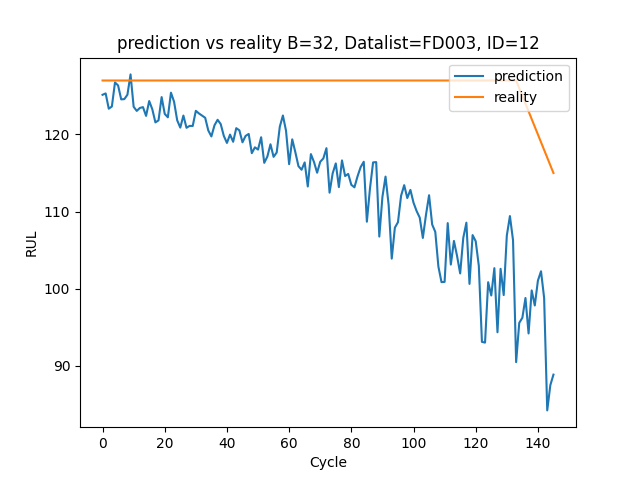 prediction vs reality B=32, Datalist=FD003, ID=12
prediction
reality
RUL
120
110
100
90
0 20 40 60 80 100 120 140
Cycle